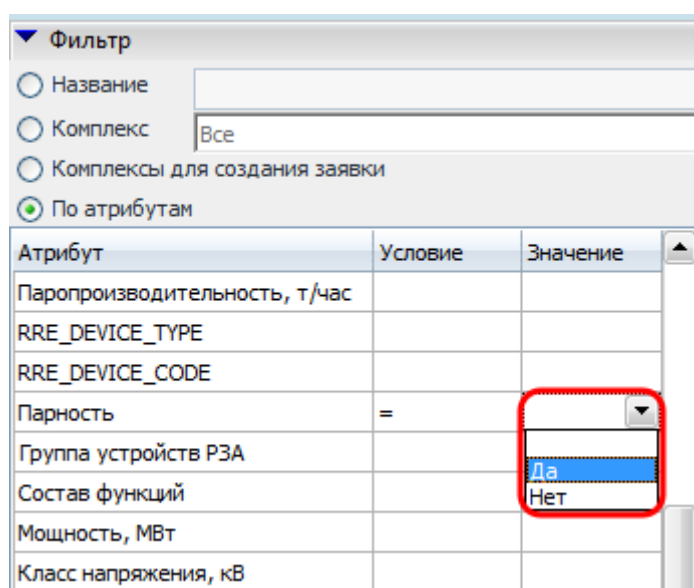 Фильтр
Название
Комплекс Все
Комплексы для создания заявки
По атрибутам
Атрибут Условие Значение
Паропроизводительность, т/час
RRE_DEVICE_TYPE
RRE_DEVICE_CODE
Парность =
Группа устройств РЗА
Да
Состав функций Нет
Мощность, МВт
Класс напряжения, кВ